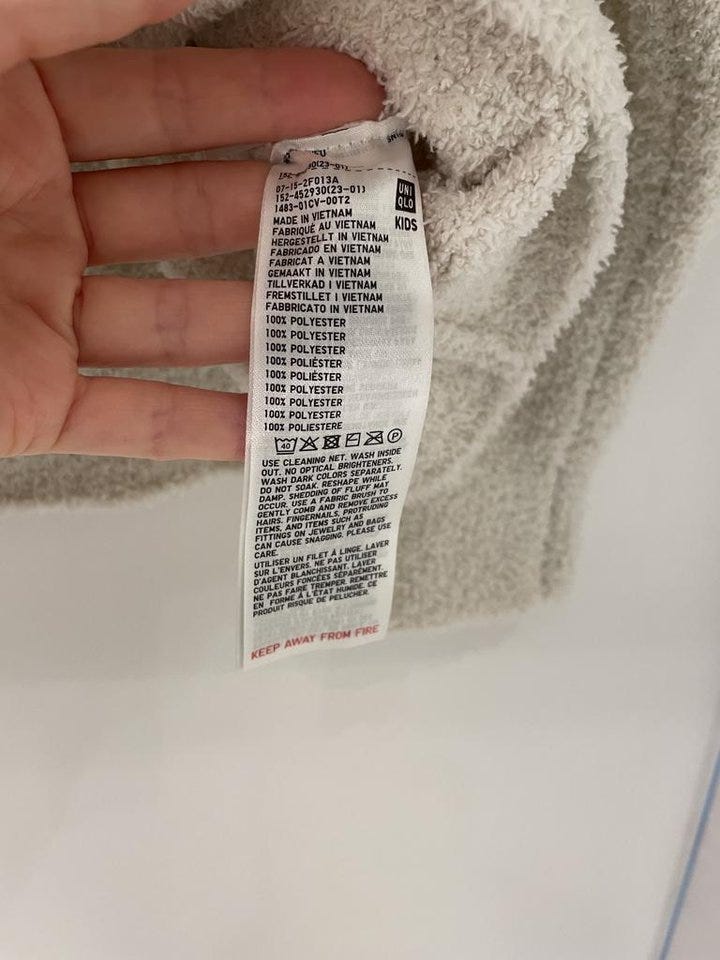 07-15-2F013A
152-452930(23-01)
1483-01CV-00T2
UNI
QLO
KIDS
MADE IN VIETNAM
FABRIQUÉ AU VIETNAM
HERGESTELLT IN VIETNAM
FABRICADO EN VIETNAM
FABRICAT A VIETNAM
GEMAAKT IN VIETNAM
TILLVERKAD I VIETNAM
FREMSTILLET I VIETNAM
FABBRICATO IN VIETNAM
100% POLYESTER
100% POLYESTER
100% POLYESTER
100% POLIÉSTER
100% POLIÈSTER
100% POLYESTER
100% POLYESTER
100% POLYESTER
100% POLIESTERE
40
P
USE CLEANING NET. WASH INSIDE
OUT. NO OPTICAL BRIGHTENERS.
WASH DARK COLORS SEPARATELY.
DO NOT SOAK. RESHAPE WHILE
DAMP. SHEDDING OF FLUFF MAY
OCCUR. USE A FABRIC BRUSH TO
GENTLY COMB AND REMOVE EXCESS
HAIRS. FINGERNAILS, PROTRUDING
ITEMS, AND ITEMS SUCH AS
FITTINGS ON JEWELRY AND BAGS
CAN CAUSE SNAGGING. PLEASE USE
CARE.
UTILISER UN FILET À LINGE. LAVER
SUR L'ENVERS. NE PAS UTILISER
D'AGENT BLANCHISSANT. LAVER
COULEURS FONCÉES SÉPARÉMENT.
NE PAS FAIRE TREMPER. REMETTRE
EN FORME À L'ÉTAT HUMIDE. CE
PRODUIT RISQUE DE PELUCHER.
KEEP AWAY FROM FIRE